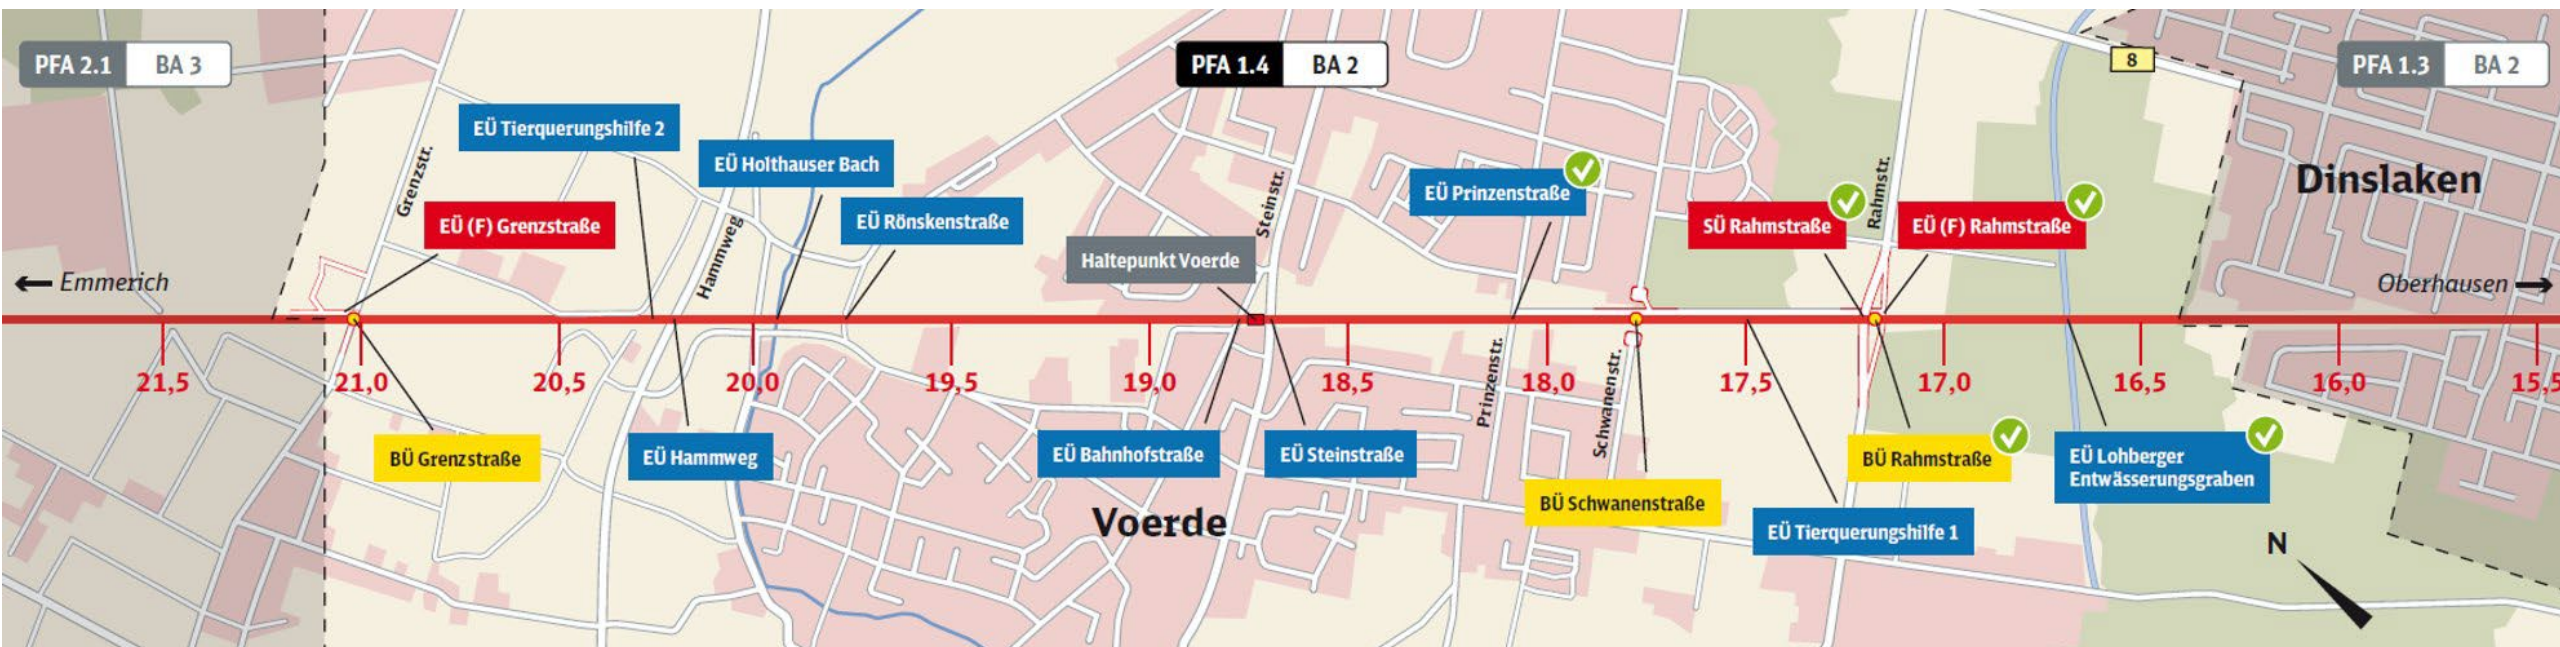 PFA 2.1 BA 3
PFA 1.4 BA 2
8
PFA 1.3 BA 2
EÜ Tierquerungshilfe 2
EÜ Holthauser Bach
Grenzstr.
EÜ (F) Grenzstraße
Hammweg
EÜ Rönskenstraße
Steinstr.
Haltepunkt Voerde
EÜ Prinzenstraße
SÜ Rahmstraße
Rahmstr.
EÜ (F) Rahmstraße
Dinslaken
← Emmerich
Oberhausen →
21,5 21,0 20,5 20,0 19,5 19,0 18,5 18,0 17,5 17,0 16,5 16,0 15,5
Prinzenstr.
Schwanenstr.
BÜ Grenzstraße
EÜ Hammweg
EÜ Bahnhofstraße
EÜ Steinstraße
BÜ Schwanenstraße
BÜ Rahmstraße
EÜ Lohberger
Entwässerungsgraben
EÜ Tierquerungshilfe 1
Voerde
N